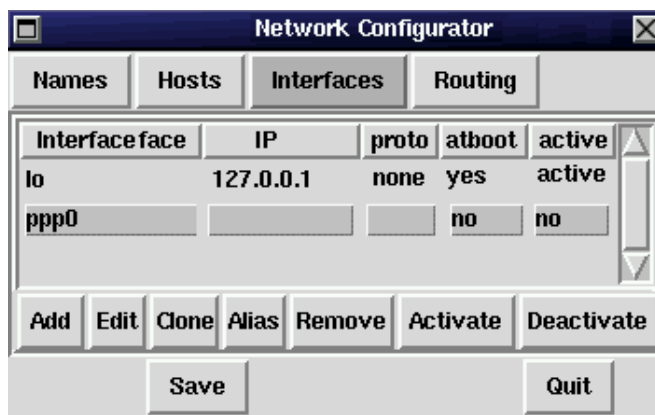 Network Configurator
Names Hosts Interfaces Routing
Interfaceface IP proto atboot active
lo 127.0.0.1 none yes active
ppp0 no no
Add Edit Clone Alias Remove Activate Deactivate
Save Quit